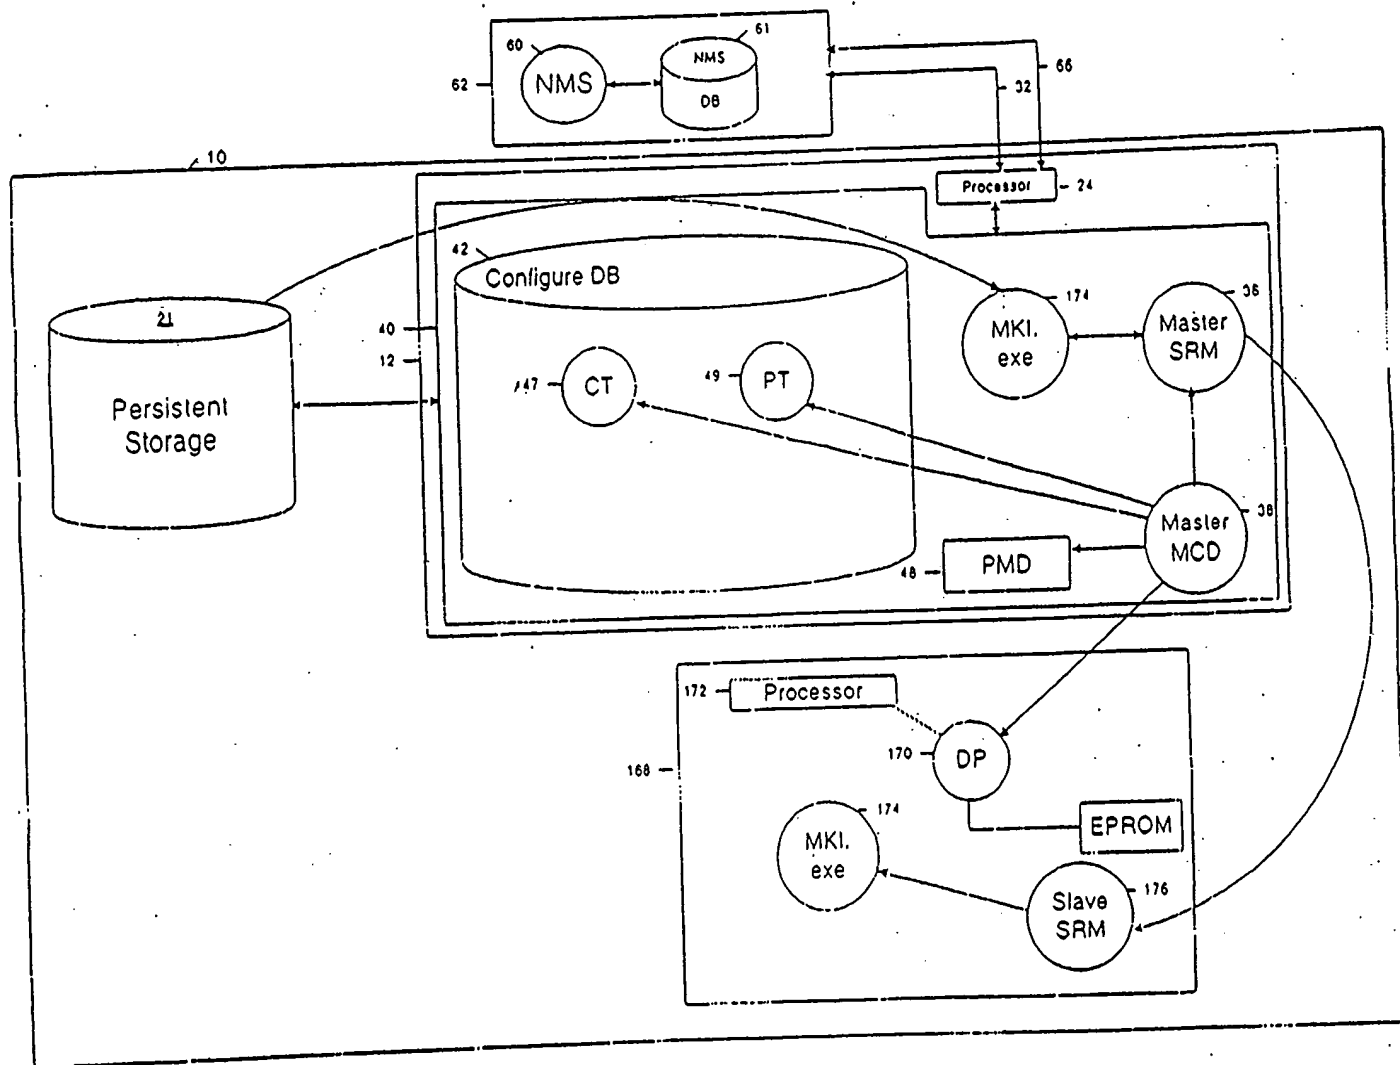 60
61
NMS
NMS
DB
62
66
32
10
Processor
24
42
Configure DB
21
Persistent
Storage
40
12
174
MKI.
exe
36
Master
SRM
47
CT
49
PT
Master
MCD
38
48
PMD
172
Processor
170
DP
168
174
MKI.
exe
EPROM
Slave
SRM
176